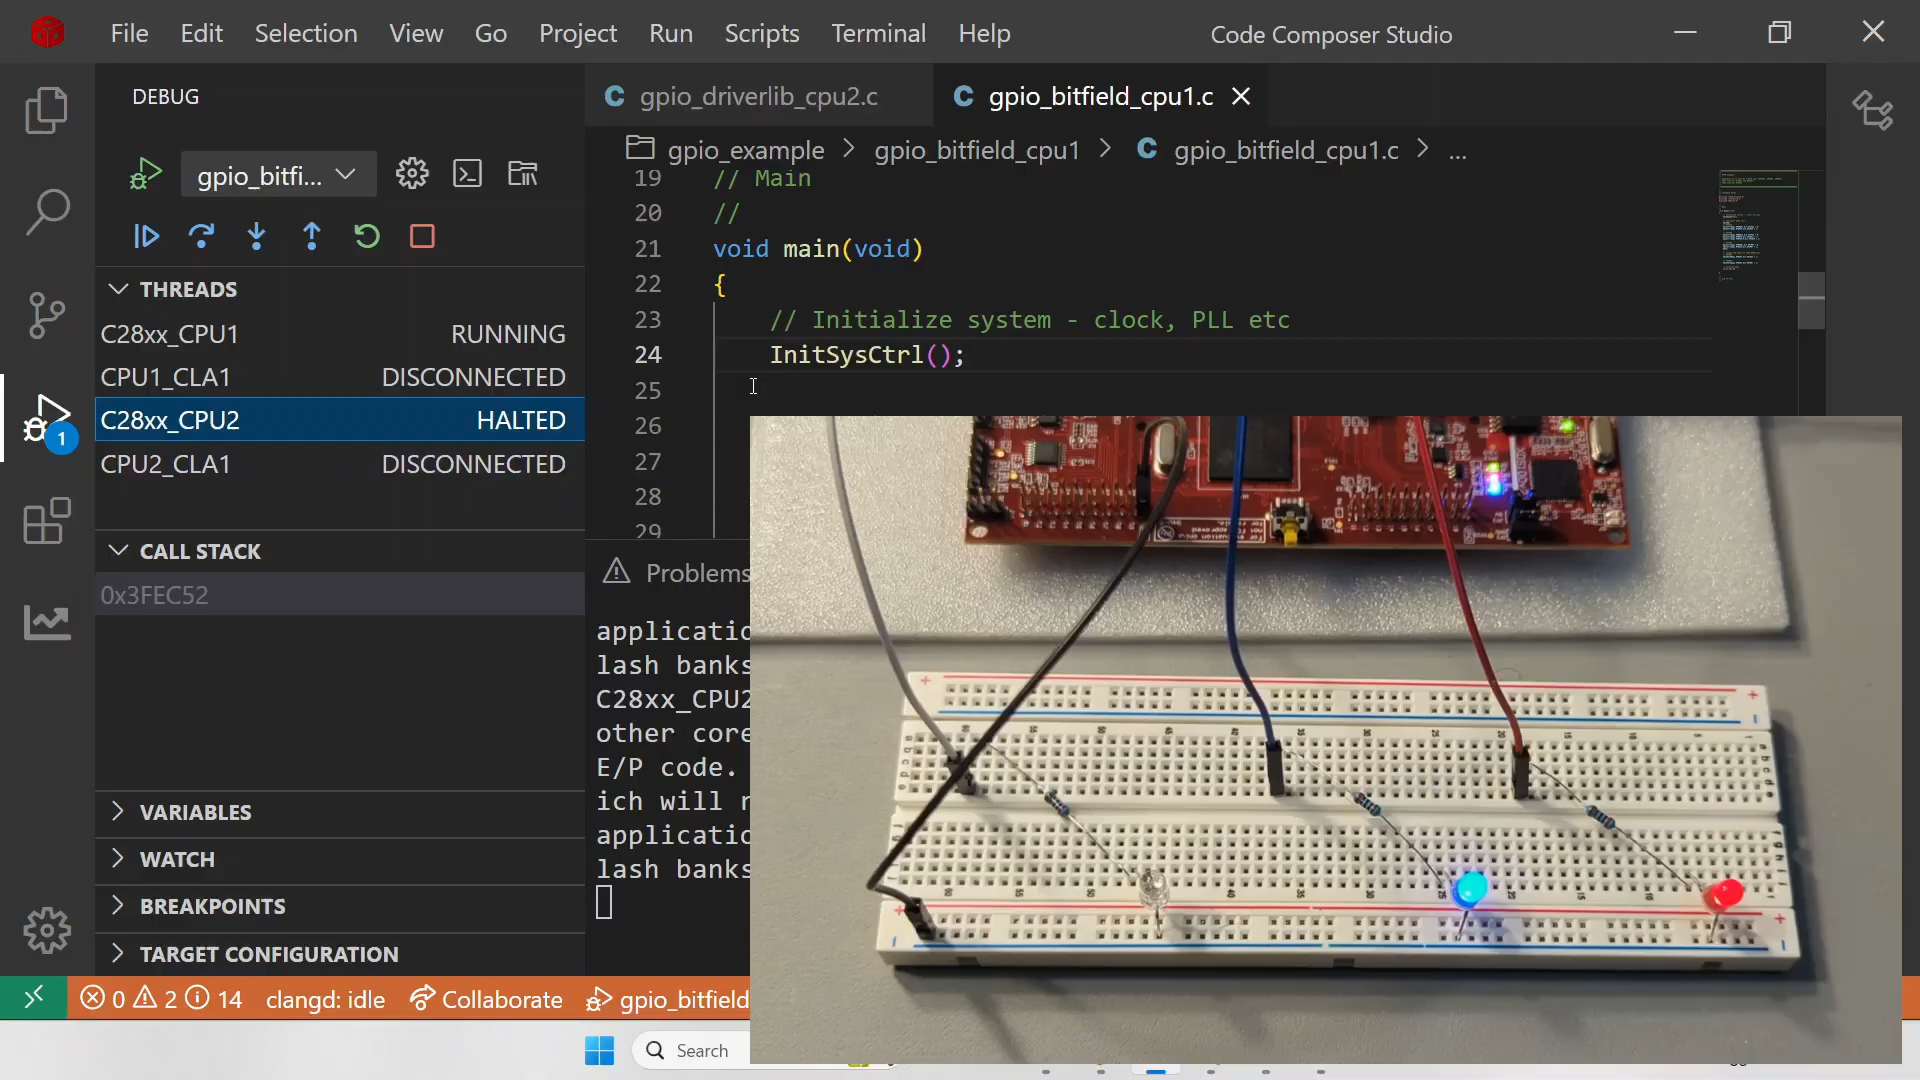 File Edit Selection View Go Project Run Scripts Terminal Help Code Composer Studio
DEBUG
gpio_bitfi...
THREADS
C28xx_CPU1 RUNNING
CPU1_CLA1 DISCONNECTED
C28xx_CPU2 HALTED
CPU2_CLA1 DISCONNECTED
CALL STACK
0x3FEC52
VARIABLES
WATCH
BREAKPOINTS
TARGET CONFIGURATION
1
C gpio_driverlib_cpu2.c C gpio_bitfield_cpu1.c
gpio_example > gpio_bitfield_cpu1 > C gpio_bitfield_cpu1.c > ...
19 // Main
20 //
21 void main(void)
22 {
23 // Initialize system - clock, PLL etc
24 InitSysCtrl();
25
26
27
28
29
Problems
applicatio
lash banks
C28xx_CPU2
other core
E/P code.
ich will r
applicatio
lash banks
0 2 14 clangd: idle Collaborate gpio_bitfield
Search